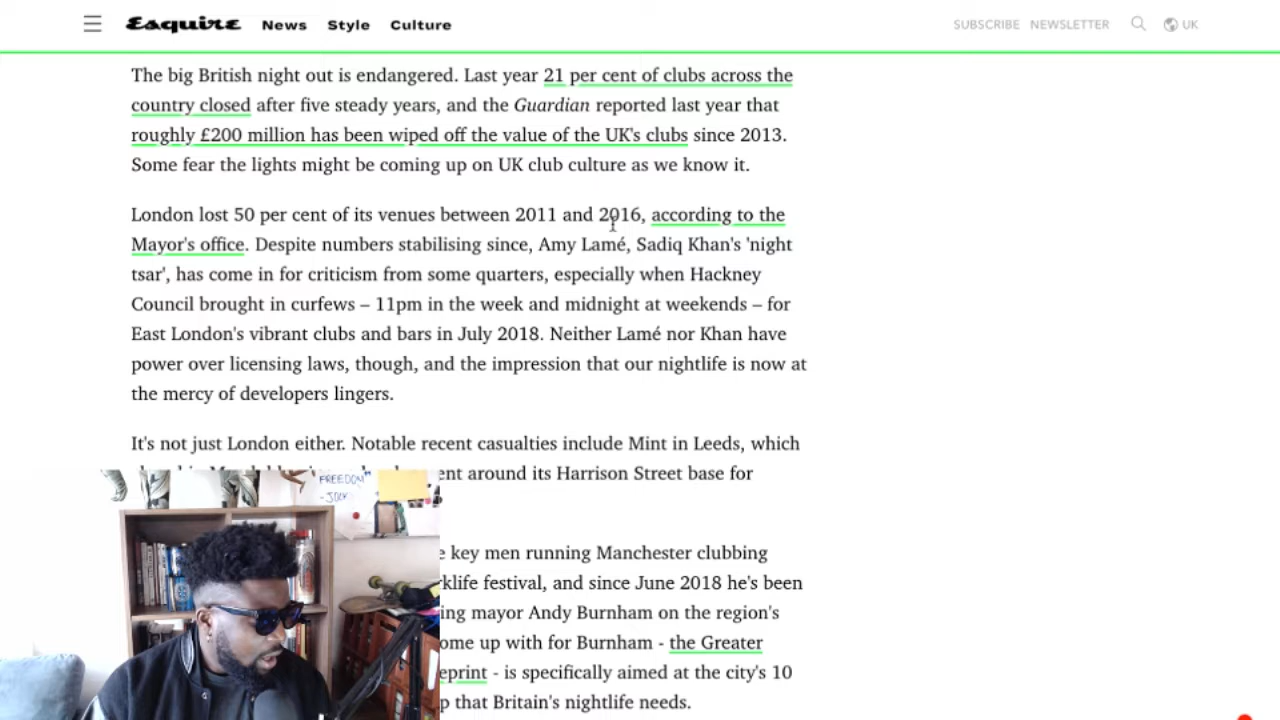 Esquire News Style Culture SUBSCRIBE NEWSLETTER UK
The big British night out is endangered. Last year 21 per cent of clubs across the
country closed after five steady years, and the Guardian reported last year that
roughly £200 million has been wiped off the value of the UK's clubs since 2013.
Some fear the lights might be coming up on UK club culture as we know it.
London lost 50 per cent of its venues between 2011 and 2016, according to the
Mayor's office. Despite numbers stabilising since, Amy Lamé, Sadiq Khan's 'night
tsar', has come in for criticism from some quarters, especially when Hackney
Council brought in curfews – 11pm in the week and midnight at weekends – for
East London's vibrant clubs and bars in July 2018. Neither Lamé nor Khan have
power over licensing laws, though, and the impression that our nightlife is now at
the mercy of developers lingers.
It's not just London either. Notable recent casualties include Mint in Leeds, which
ent around its Harrison Street base for
FREEDOM"
e key men running Manchester clubbing
klife festival, and since June 2018 he's been
ing mayor Andy Burnham on the region's
ome up with for Burnham - the Greater
eprint - is specifically aimed at the city's 10
p that Britain's nightlife needs.